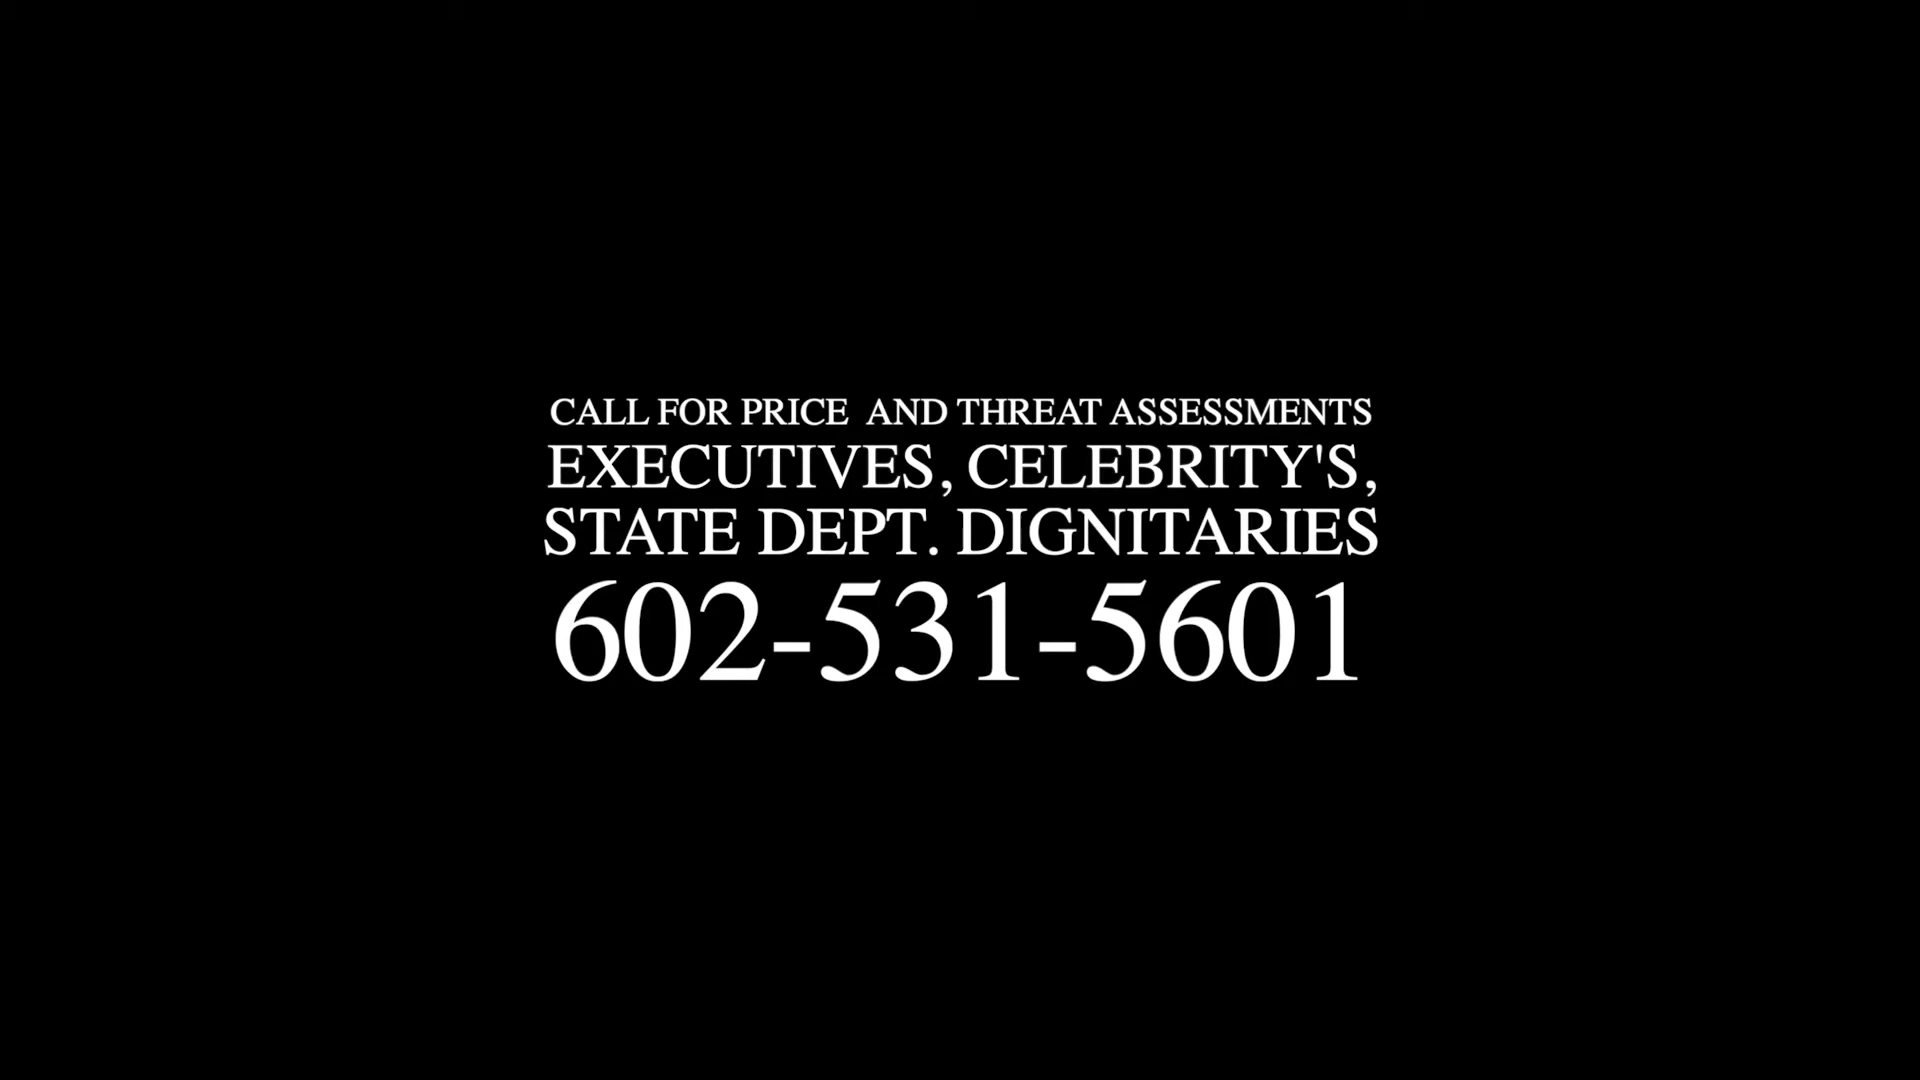 CALL FOR PRICE  AND THREAT ASSESSMENTS
EXECUTIVES, CELEBRITY'S,
STATE DEPT. DIGNITARIES
602-531-5601